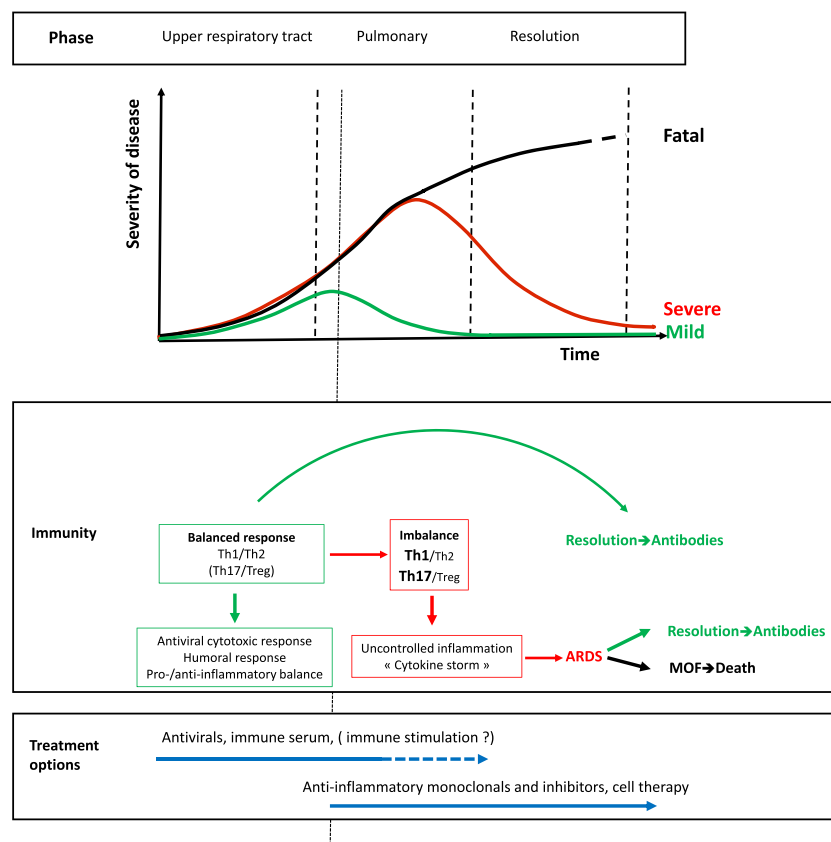 Phase
Upper respiratory tract
Pulmonary
Resolution
Severity of disease
Fatal
Severe
Mild
Time
Immunity
Balanced response
Th1/Th2
(Th17/Treg)
Imbalance
Th1/Th2
Th17/Treg
Resolution➔Antibodies
Antiviral cytotoxic response
Humoral response
Pro-/anti-inflammatory balance
Uncontrolled inflammation
« Cytokine storm »
ARDS
Resolution➔Antibodies
MOF➔Death
Treatment
options
Antivirals, immune serum, ( immune stimulation ?)
Anti-inflammatory monoclonals and inhibitors, cell therapy